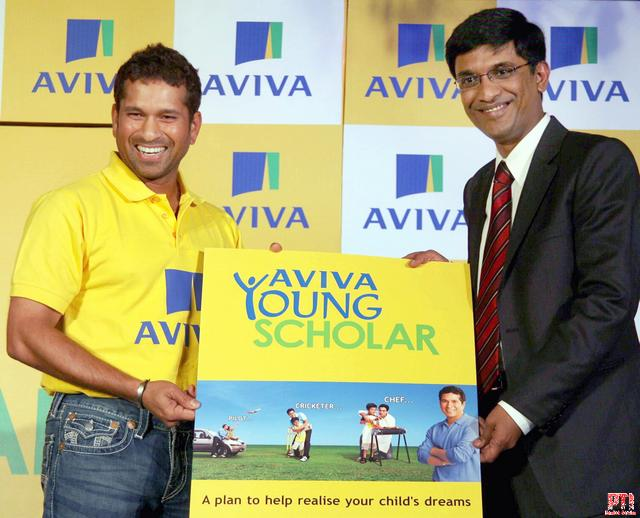 AVIVA
AVIVA
AVIVA
AVIVA
AVIVA
AVIVA
AVIVA
AVIVA
YOUNG
SCHOLAR
PILOT...
CRICKETER...
CHEF...
A plan to help realise your child's dreams
PTI